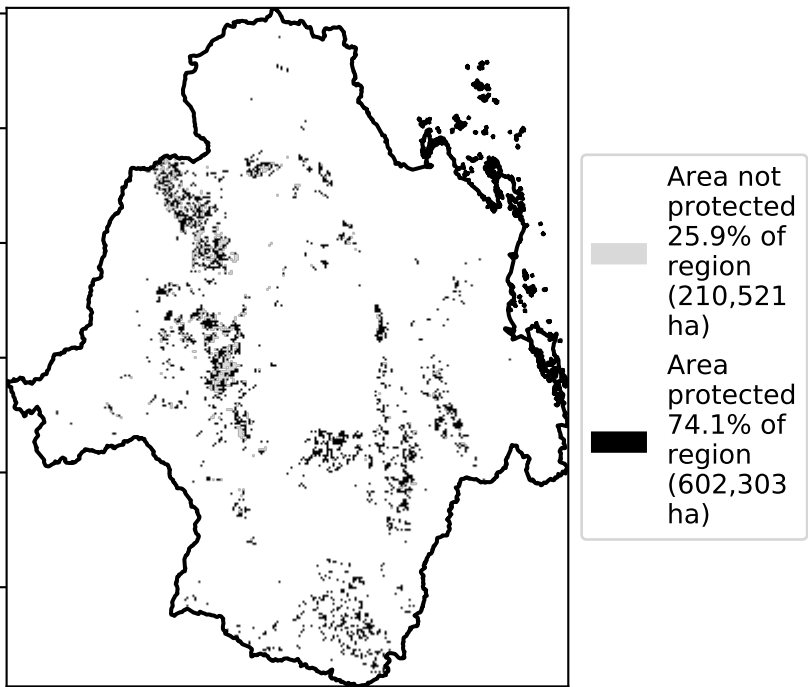 Area not
protected
25.9% of
region
(210,521
ha)
Area
protected
74.1% of
region
(602,303
ha)